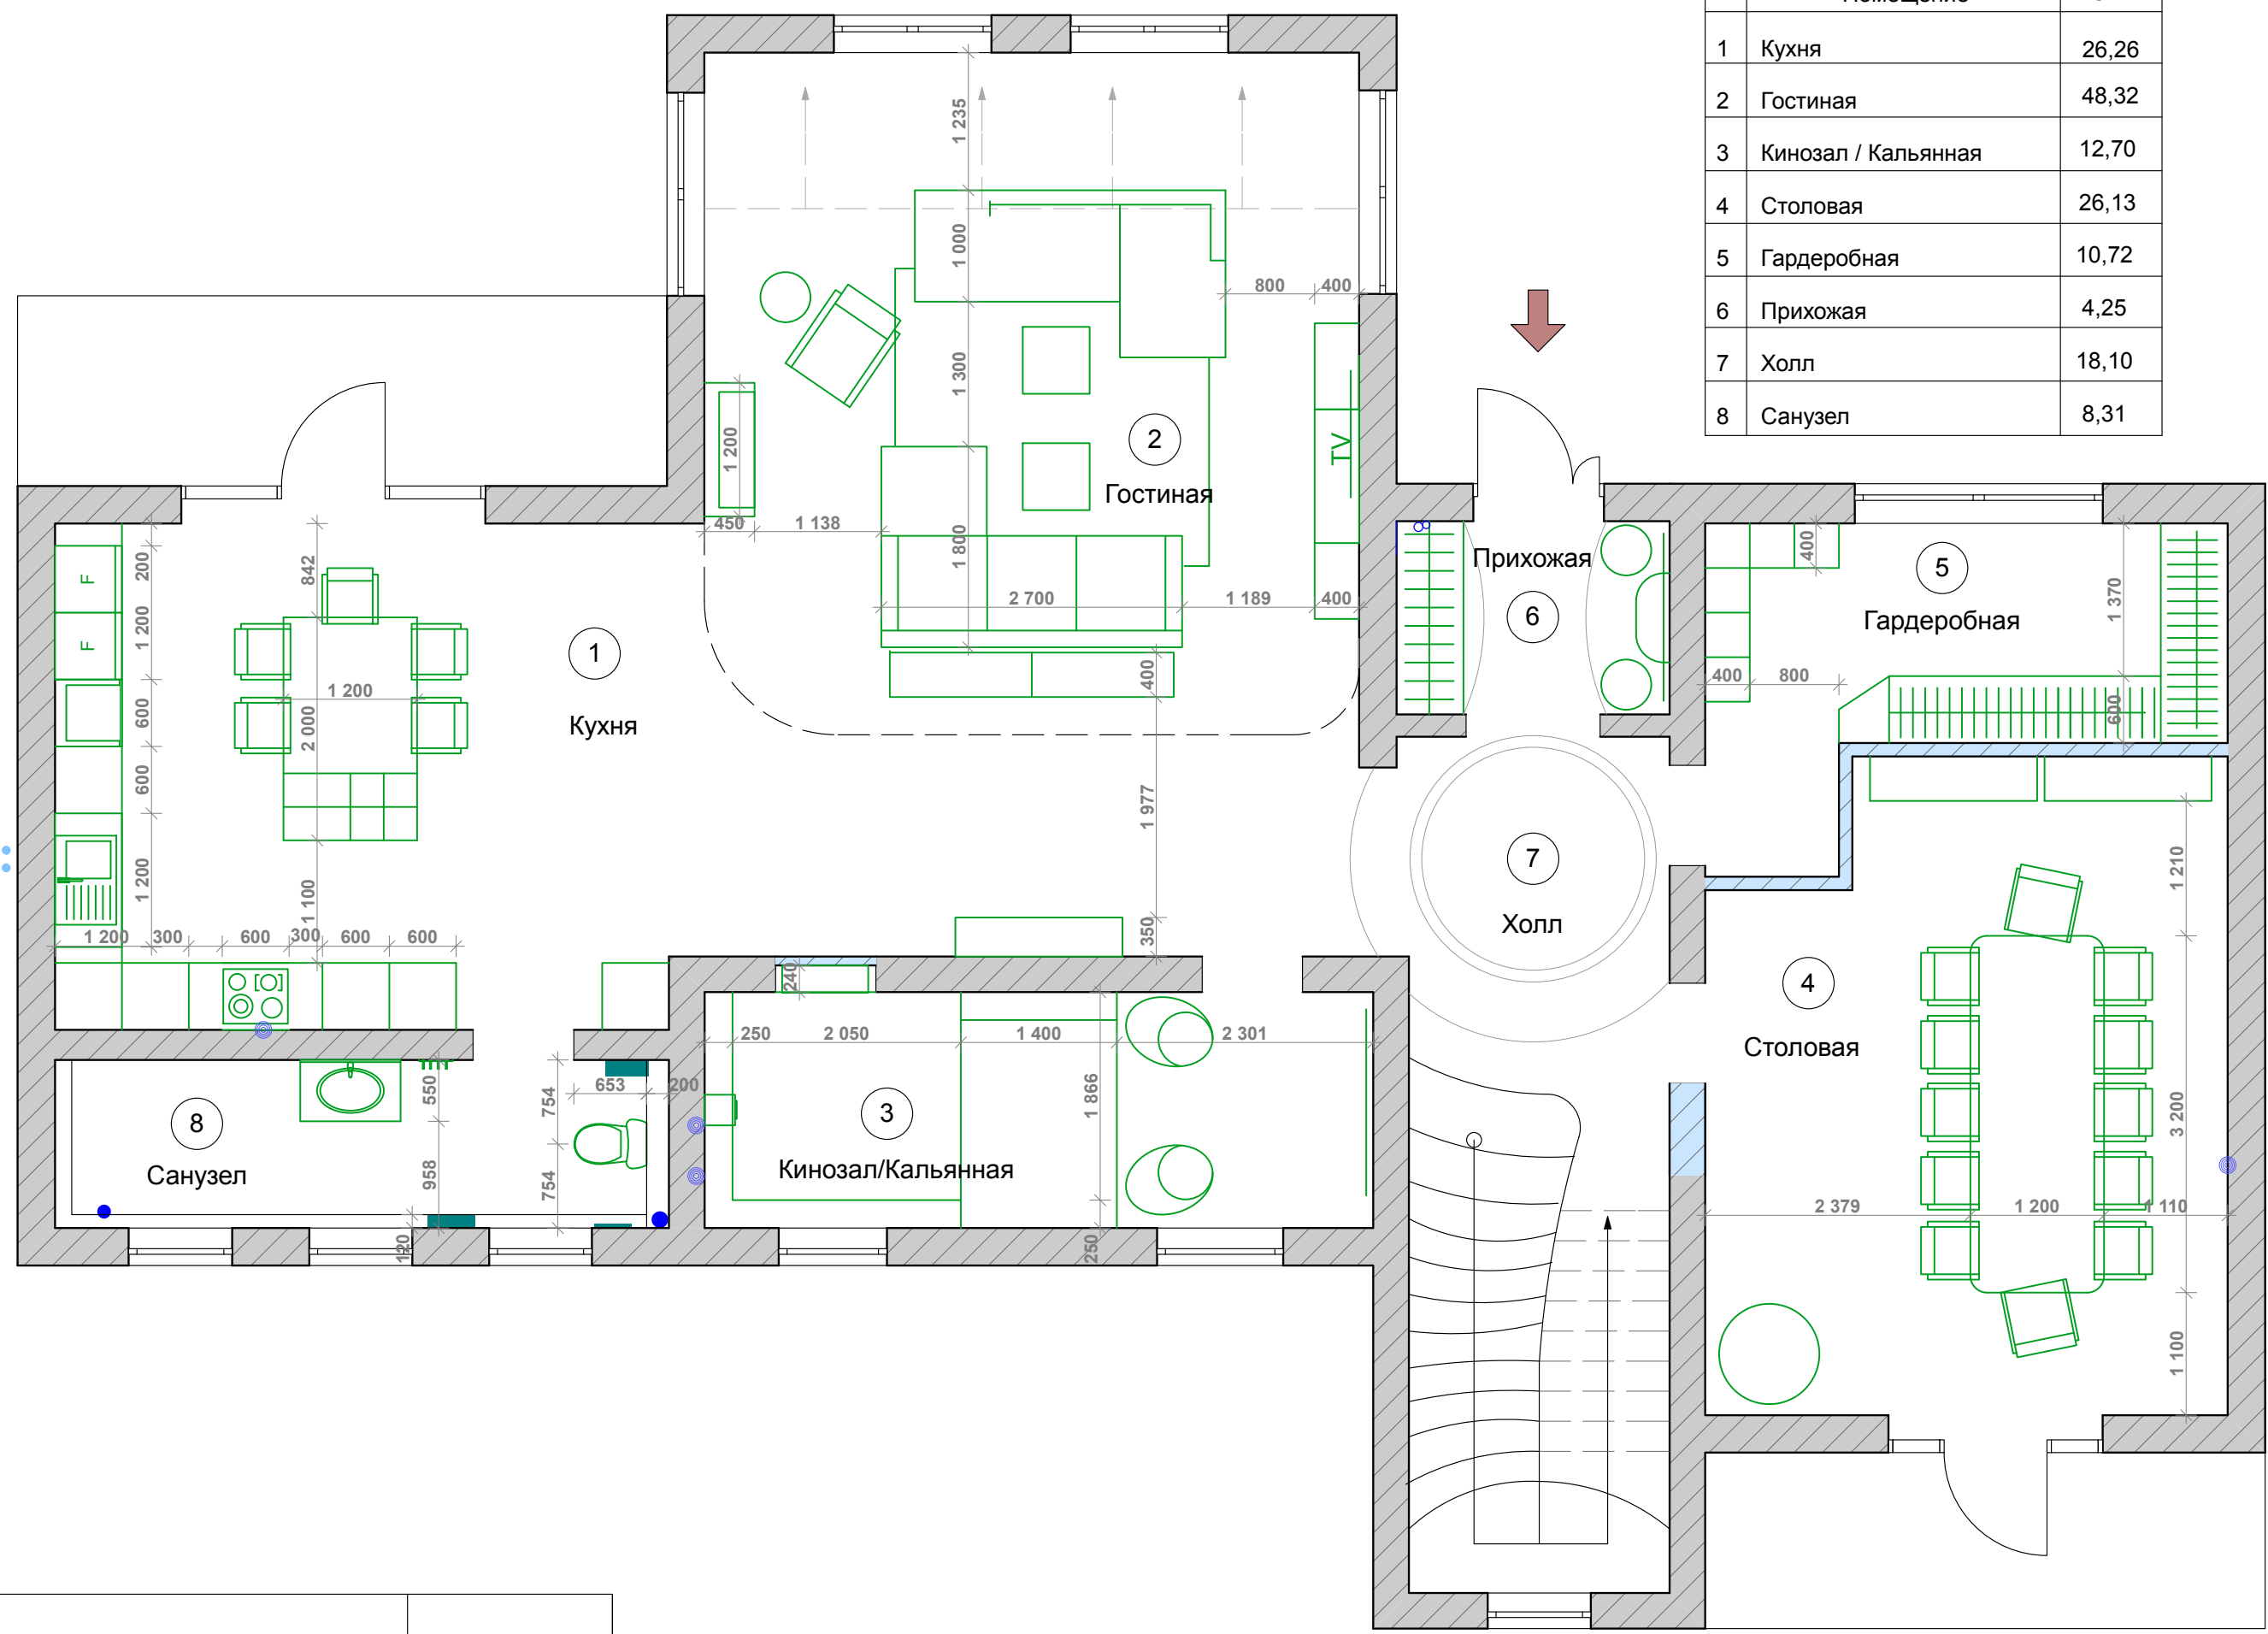 1 Кухня 26,26
2 Гостиная 48,32
3 Кинозал / Кальянная 12,70
4 Столовая 26,13
5 Гардеробная 10,72
6 Прихожая 4,25
7 Холл 18,10
8 Санузел 8,31
1 235
1 000
800 400
1 300
1 200
TV
2
Гостиная
450 1 138
1 800
2 700 1 189 400
400
1 977
350
200
1 200
600
600
1 200
F
F
842
1 200
2 000
1 100
1
Кухня
1 200 300 600 300 600 600
Прихожая
6
400
5
Гардеробная
1 370
400 800
600
7
Холл
4
Столовая
1 210
3 200
2 379 1 200 1 110
1 100
240
250 2 050 1 400 2 301
1 866
3
Кинозал/Кальянная
250
8
Санузел
550
958
120
754
754
653 200